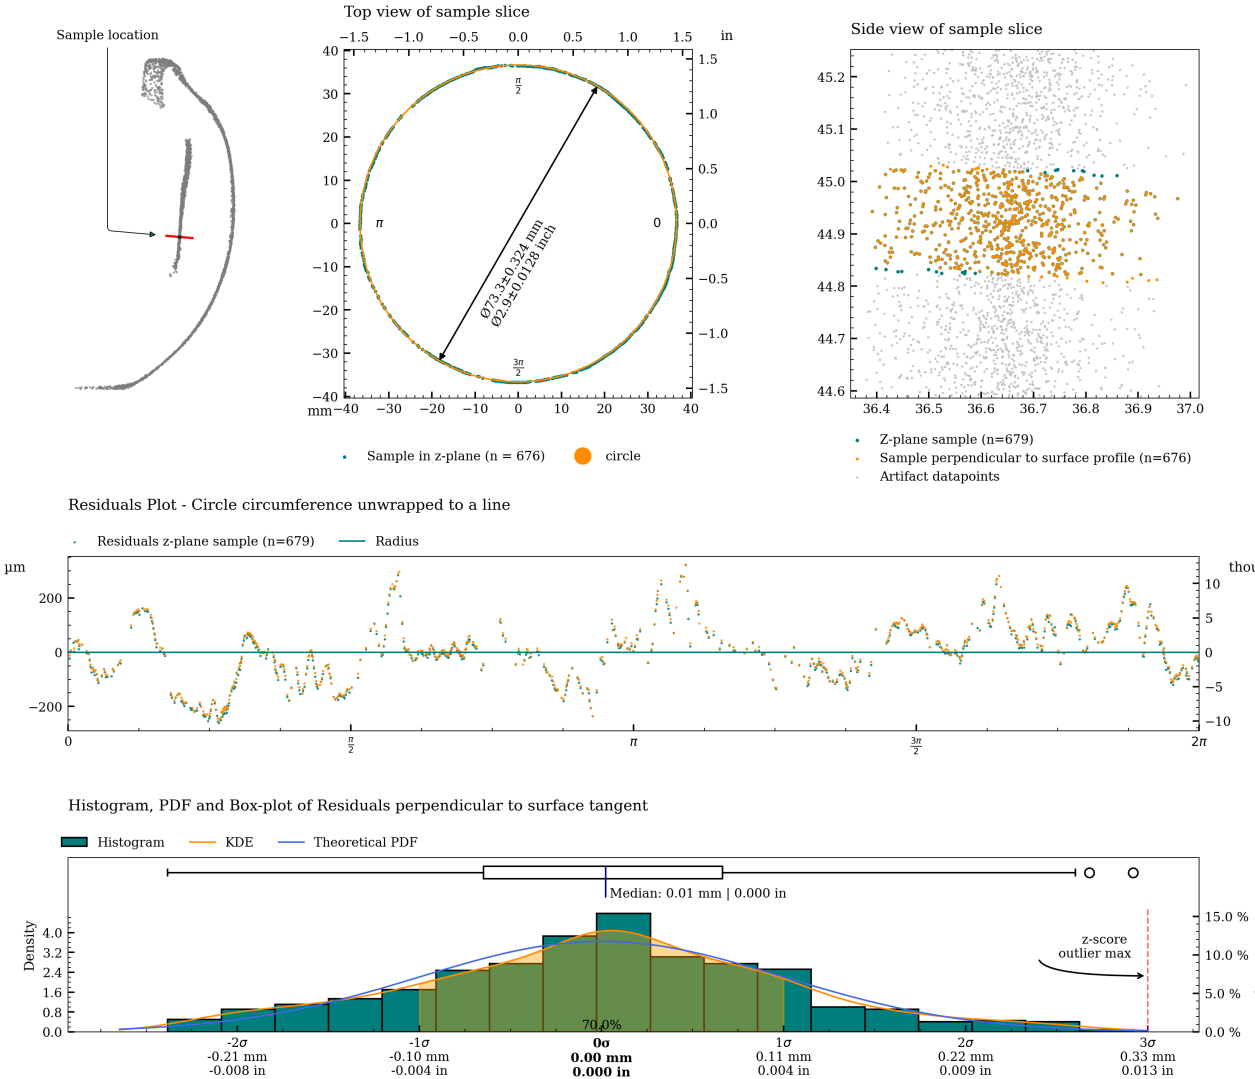 Sample location
Top view of sample slice
−1.5 −1.0 −0.5 0.0 0.5 1.0 1.5 in
40
30
20
10
0
−10
−20
−30
−40
1.5
1.0
0.5
0.0
−0.5
−1.0
−1.5
π/2
π
0
3π/2
Ø73.3±0.324 mm
Ø2.9±0.0128 inch
mm −40 −30 −20 −10 0 10 20 30 40
Sample in z-plane (n = 676) circle
Side view of sample slice
45.2
45.1
45.0
44.9
44.8
44.7
44.6
36.4 36.5 36.6 36.7 36.8 36.9 37.0
Z-plane sample (n=679)
Sample perpendicular to surface profile (n=676)
Artifact datapoints
Residuals Plot - Circle circumference unwrapped to a line
Residuals z-plane sample (n=679) Radius
µm
200
0
−200
thou
10
5
0
−5
−10
0 π/2 π 3π/2 2π
Histogram, PDF and Box-plot of Residuals perpendicular to surface tangent
Histogram KDE Theoretical PDF
Median: 0.01 mm | 0.000 in
Density
4.0
3.2
2.4
1.6
0.8
0.0
15.0 %
10.0 %
5.0 %
0.0 %
z-score
outlier max
70.0%
-2σ -1σ 0σ 1σ 2σ 3σ
-0.21 mm -0.10 mm 0.00 mm 0.11 mm 0.22 mm 0.33 mm
-0.008 in -0.004 in 0.000 in 0.004 in 0.009 in 0.013 in